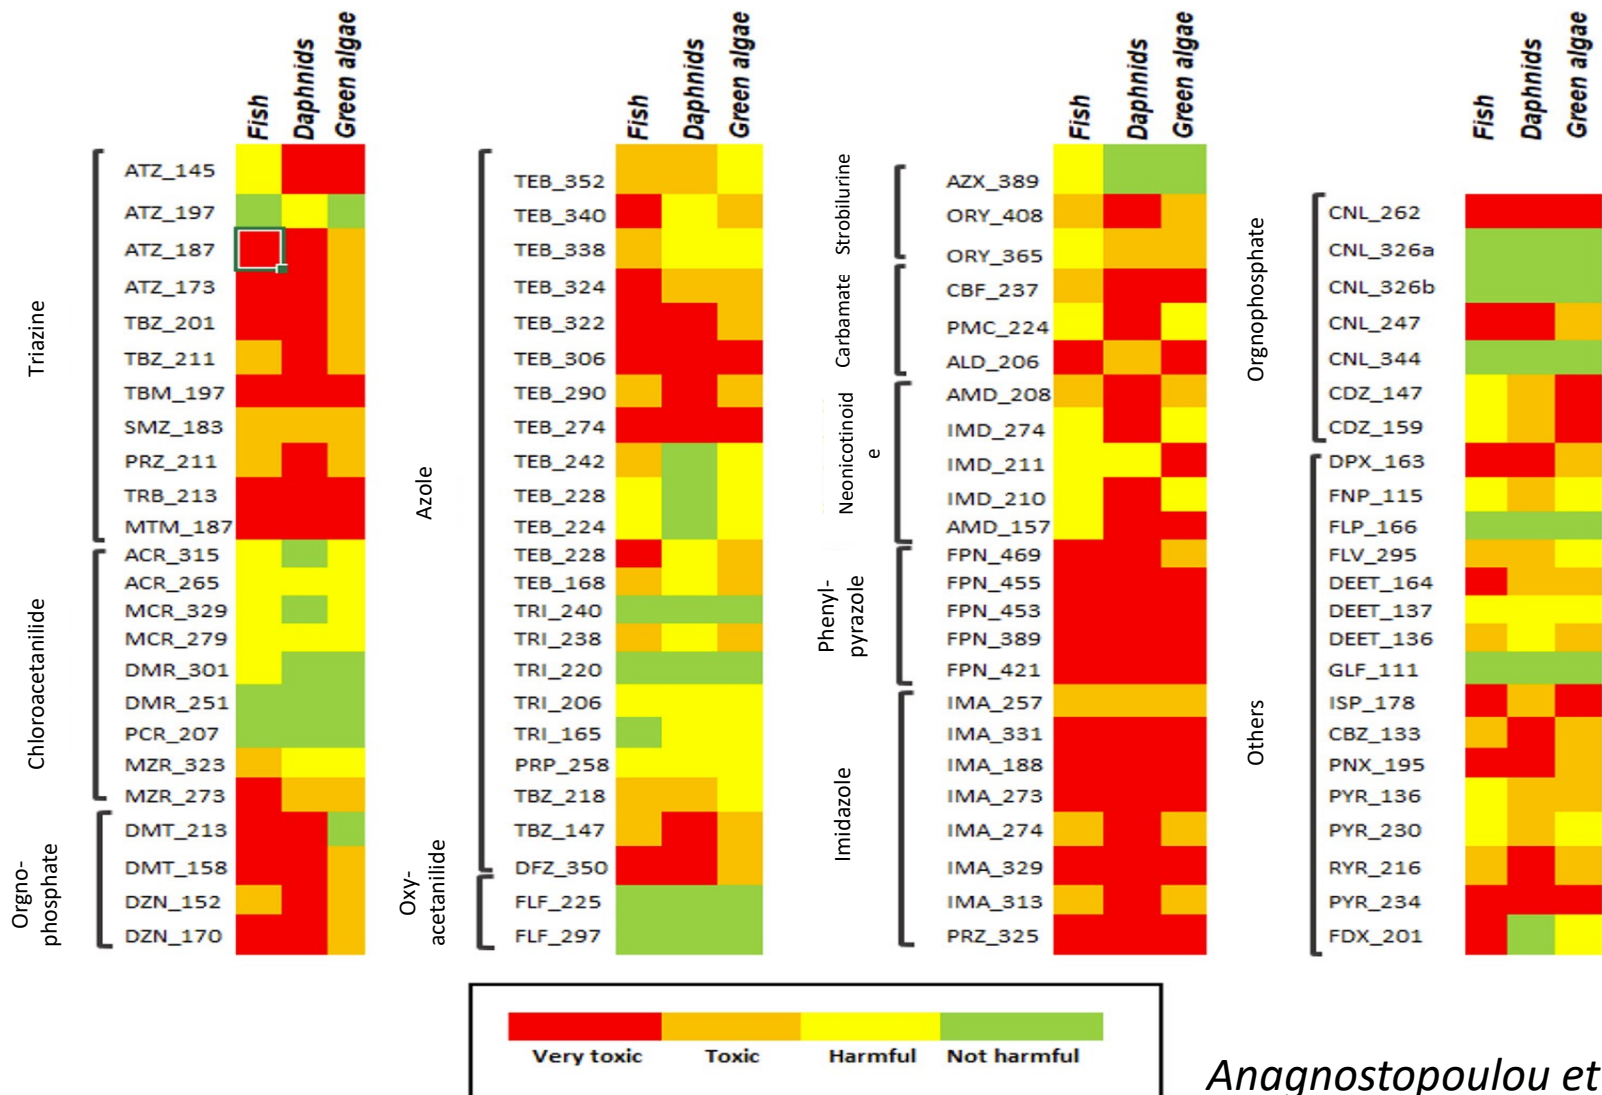 Fish
Daphnids
Green algae
Triazine
ATZ_145
ATZ_197
ATZ_187
ATZ_173
TBZ_201
TBZ_211
TBM_197
SMZ_183
PRZ_211
TRB_213
MTM_187
Chloroacetanilide
ACR_315
ACR_265
MCR_329
MCR_279
DMR_301
DMR_251
PCR_207
MZR_323
MZR_273
Orgno-
phosphate
DMT_213
DMT_158
DZN_152
DZN_170
Fish
Daphnids
Green algae
Azole
TEB_352
TEB_340
TEB_338
TEB_324
TEB_322
TEB_306
TEB_290
TEB_274
TEB_242
TEB_228
TEB_224
TEB_228
TEB_168
TRI_240
TRI_238
TRI_220
TRI_206
TRI_165
PRP_258
TBZ_218
TBZ_147
DFZ_350
Oxy-
acetanilide
FLF_225
FLF_297
Fish
Daphnids
Green algae
Strobilurine
AZX_389
ORY_408
ORY_365
Carbamate
CBF_237
PMC_224
ALD_206
Neonicotinoid
e
AMD_208
IMD_274
IMD_211
IMD_210
AMD_157
Phenyl-
pyrazole
FPN_469
FPN_455
FPN_453
FPN_389
FPN_421
Imidazole
IMA_257
IMA_331
IMA_188
IMA_273
IMA_274
IMA_329
IMA_313
PRZ_325
Fish
Daphnids
Green algae
Orgnophosphate
CNL_262
CNL_326a
CNL_326b
CNL_247
CNL_344
CDZ_147
CDZ_159
Others
DPX_163
FNP_115
FLP_166
FLV_295
DEET_164
DEET_137
DEET_136
GLF_111
ISP_178
CBZ_133
PNX_195
PYR_136
PYR_230
RYR_216
PYR_234
FDX_201
Very toxic
Toxic
Harmful
Not harmful
Anagnostopoulou et